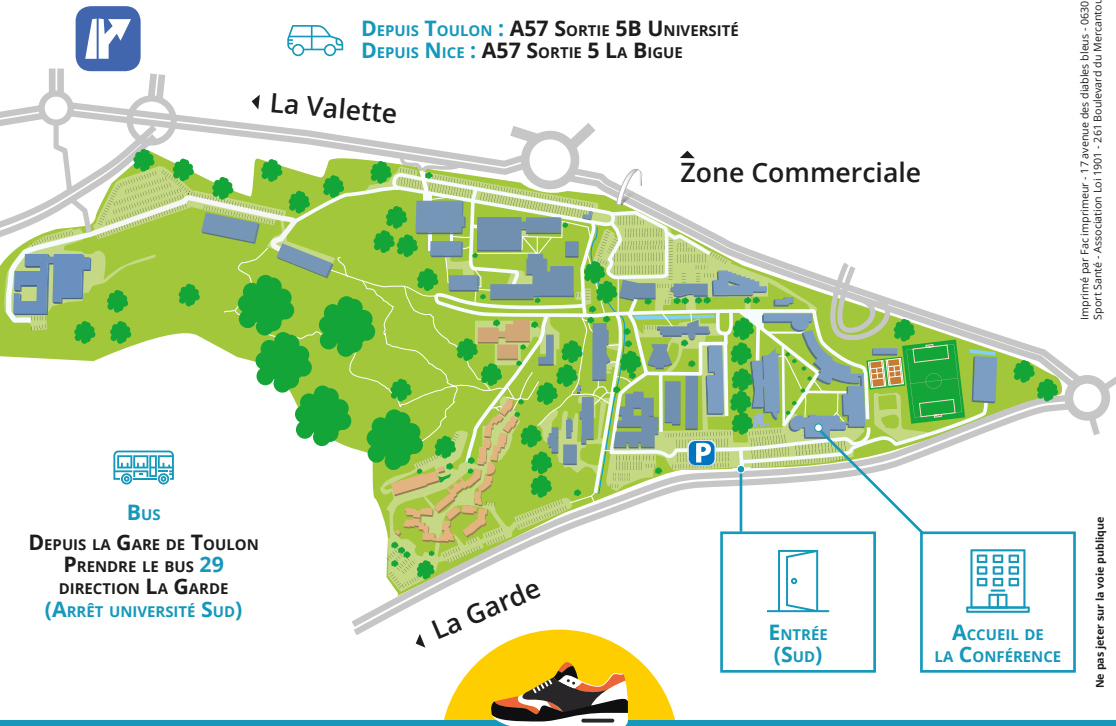 Depuis Toulon : A57 Sortie 5B Université
Depuis Nice : A57 Sortie 5 La Bigue
La Valette
Zone Commerciale
P
Bus
Depuis la Gare de Toulon
Prendre le bus 29
direction La Garde
(Arrêt université Sud)
La Garde
Entrée
(Sud)
Accueil de
la Conférence
Imprimé par Fac imprimeur - 17 avenue des diables bleus - 0630
Sport Santé - Association Loi 1901 - 261 Boulevard du Mercantou
Ne pas jeter sur la voie publique